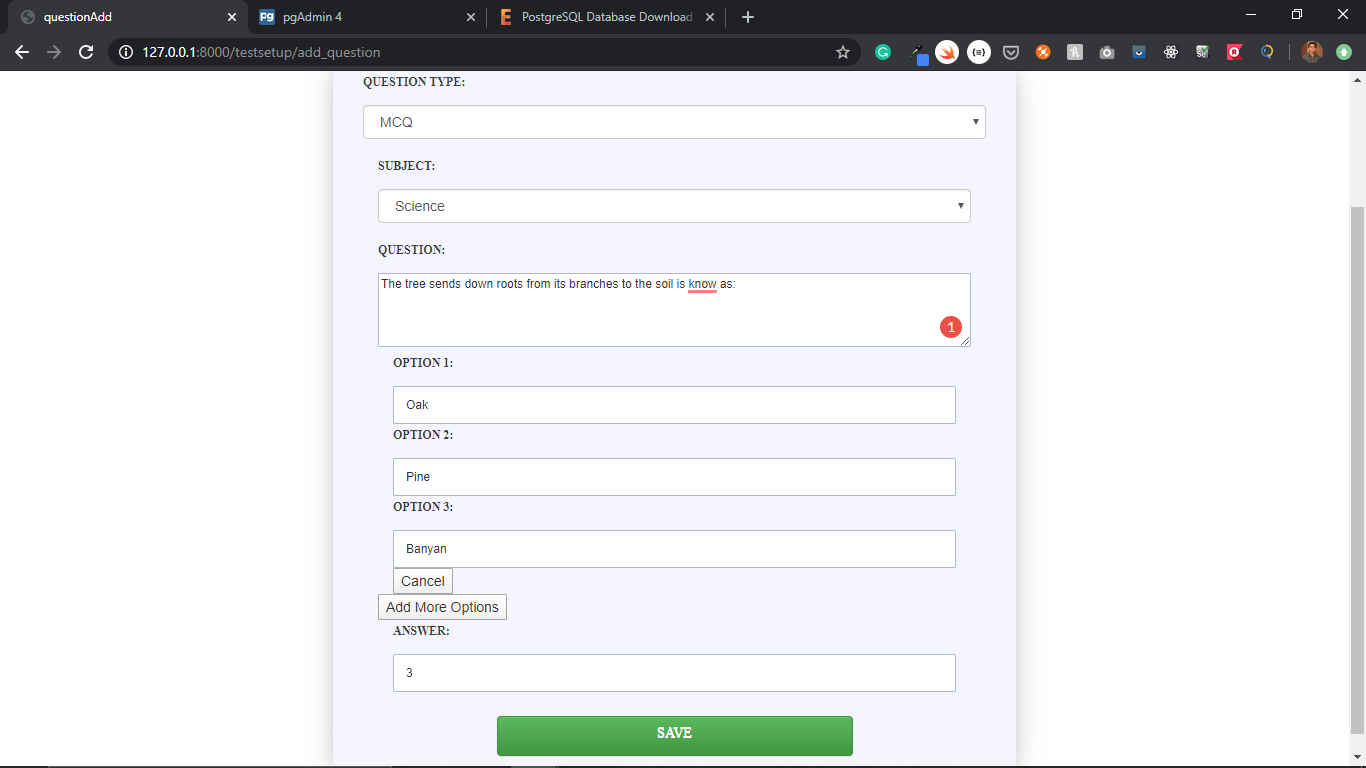 questionAdd
pgAdmin 4
PostgreSQL Database Download
127.0.0.1:8000/testsetup/add_question
QUESTION TYPE:
MCQ
SUBJECT:
Science
QUESTION:
The tree sends down roots from its branches to the soil is know as:
1
OPTION 1:
Oak
OPTION 2:
Pine
OPTION 3:
Banyan
Cancel
Add More Options
ANSWER:
3
SAVE